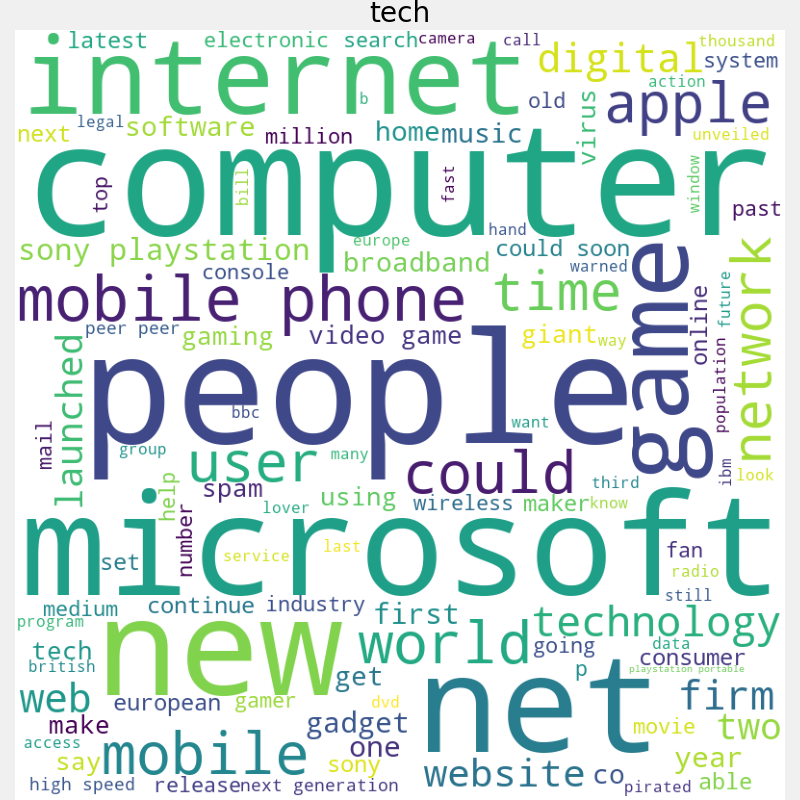 tech
latest
electronic search
camera
call
thousand
internet
digital
system
b
old
action
apple
next
legal
software
million
home
music
virus
unveiled
computer
top
bill
fast
window
past
hand
sony playstation
europe
could soon
broadband
warned
console
network
mobile phone
time
online
future
peer peer
gaming
video game
giant
way
game
population
launched
people
bbc
want
mail
group
many
user
could
ibm
look
spam
third
help
using
wireless
maker
know
lover
microsoft
number
service
last
set
fan
radio
still
medium
continue
industry
first
technology
program
new
world
going
data
consumer
tech
british
get
p
playstation portable
net
firm
web
european
gamer
dvd
make
gadget
movie
two
access
mobile
one
say
sony
year
website
co
able
high speed
release
next generation
pirated